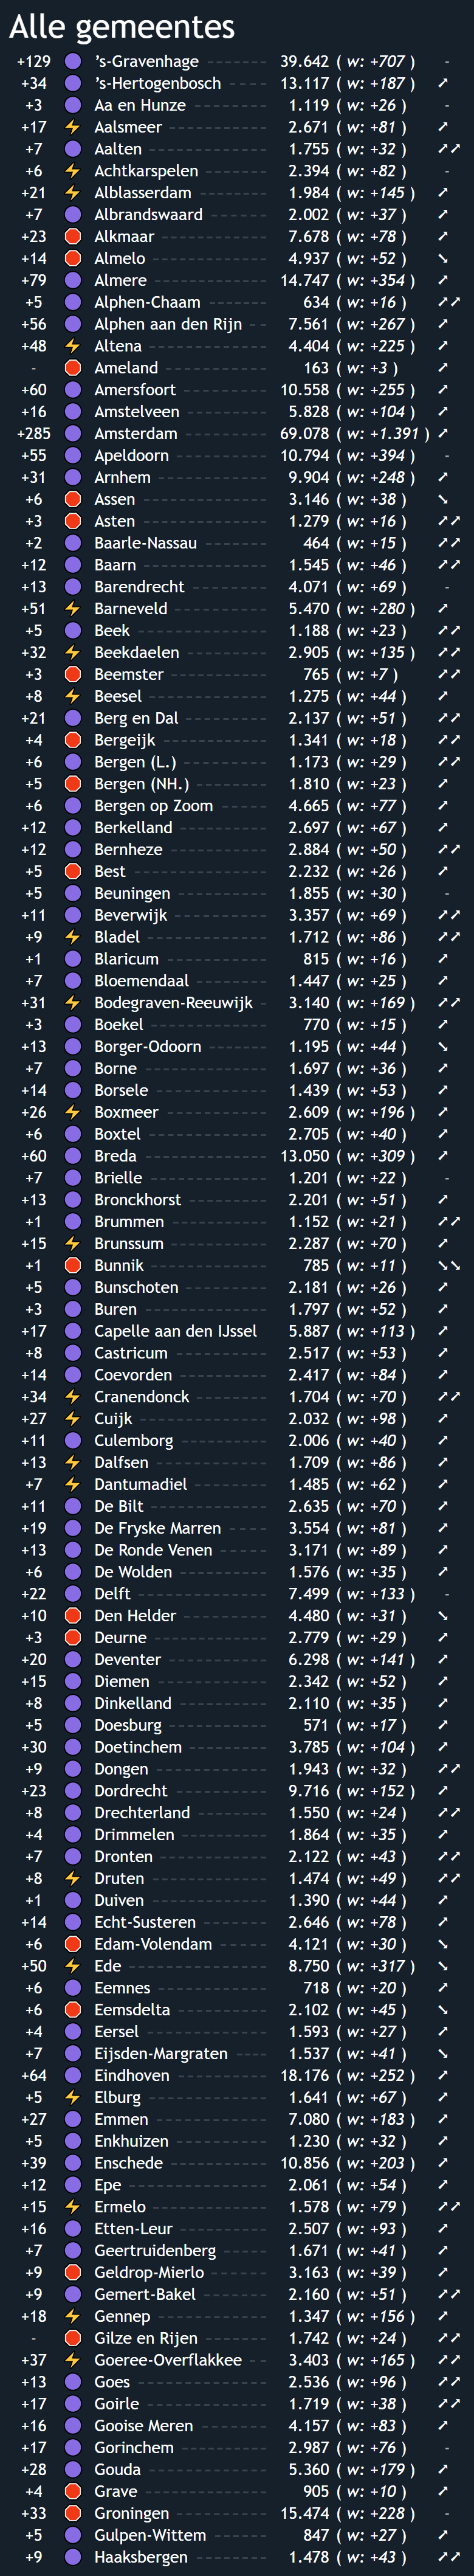 Alle gemeentes
+129 's-Gravenhage 39.642 ( w: +707 ) -
+34 's-Hertogenbosch 13.117 ( w: +187 ) ➚
+3 Aa en Hunze 1.119 ( w: +26 ) -
+17 Aalsmeer 2.671 ( w: +81 ) ➚
+7 Aalten 1.755 ( w: +32 ) ➚➚
+6 Achtkarspelen 2.394 ( w: +82 ) -
+21 Alblasserdam 1.984 ( w: +145 ) ➚
+7 Albrandswaard 2.002 ( w: +37 ) ➚
+23 Alkmaar 7.678 ( w: +78 ) ➚
+14 Almelo 4.937 ( w: +52 ) ➘
+79 Almere 14.747 ( w: +354 ) ➚
+5 Alphen-Chaam 634 ( w: +16 ) ➚➚
+56 Alphen aan den Rijn 7.561 ( w: +267 ) ➚
+48 Altena 4.404 ( w: +225 ) ➚
- Ameland 163 ( w: +3 ) ➚
+60 Amersfoort 10.558 ( w: +255 ) ➚
+16 Amstelveen 5.828 ( w: +104 ) ➚
+285 Amsterdam 69.078 ( w: +1.391 ) ➚
+55 Apeldoorn 10.794 ( w: +394 ) -
+31 Arnhem 9.904 ( w: +248 ) ➚
+6 Assen 3.146 ( w: +38 ) ➘
+3 Asten 1.279 ( w: +16 ) ➚➚
+2 Baarle-Nassau 464 ( w: +15 ) ➚➚
+12 Baarn 1.545 ( w: +46 ) ➚➚
+13 Barendrecht 4.071 ( w: +69 ) -
+51 Barneveld 5.470 ( w: +280 ) ➚
+5 Beek 1.188 ( w: +23 ) ➚➚
+32 Beekdaelen 2.905 ( w: +135 ) ➚➚
+3 Beemster 765 ( w: +7 ) ➚➚
+8 Beesel 1.275 ( w: +44 ) ➚
+21 Berg en Dal 2.137 ( w: +51 ) ➚➚
+4 Bergeijk 1.341 ( w: +18 ) ➚➚
+6 Bergen (L.) 1.173 ( w: +29 ) ➚➚
+5 Bergen (NH.) 1.810 ( w: +23 ) ➚
+6 Bergen op Zoom 4.665 ( w: +77 ) ➚
+12 Berkelland 2.697 ( w: +67 ) ➚
+12 Bernheze 2.884 ( w: +50 ) ➚➚
+5 Best 2.232 ( w: +26 ) ➚
+5 Beuningen 1.855 ( w: +30 ) -
+11 Beverwijk 3.357 ( w: +69 ) ➚➚
+9 Bladel 1.712 ( w: +86 ) ➚➚
+1 Blaricum 815 ( w: +16 ) ➚
+7 Bloemendaal 1.447 ( w: +25 ) ➚
+31 Bodegraven-Reeuwijk 3.140 ( w: +169 ) ➚➚
+3 Boekel 770 ( w: +15 ) ➚
+13 Borger-Odoorn 1.195 ( w: +44 ) ➘
+7 Borne 1.697 ( w: +36 ) ➚
+14 Borsele 1.439 ( w: +53 ) ➚
+26 Boxmeer 2.609 ( w: +196 ) ➚
+6 Boxtel 2.705 ( w: +40 ) ➚
+60 Breda 13.050 ( w: +309 ) ➚
+7 Brielle 1.201 ( w: +22 ) -
+13 Bronckhorst 2.201 ( w: +51 ) ➚
+1 Brummen 1.152 ( w: +21 ) ➚➚
+15 Brunssum 2.287 ( w: +70 ) ➚
+1 Bunnik 785 ( w: +11 ) ➘➘
+5 Bunschoten 2.181 ( w: +26 ) ➚
+3 Buren 1.797 ( w: +52 ) ➚
+17 Capelle aan den IJssel 5.887 ( w: +113 ) ➚
+8 Castricum 2.517 ( w: +53 ) ➚
+14 Coevorden 2.417 ( w: +84 ) ➚
+34 Cranendonck 1.704 ( w: +70 ) ➚➚
+27 Cuijk 2.032 ( w: +98 ) ➚
+11 Culemborg 2.006 ( w: +40 ) ➚
+13 Dalfsen 1.709 ( w: +86 ) ➚
+7 Dantumadiel 1.485 ( w: +62 ) ➚
+11 De Bilt 2.635 ( w: +70 ) ➚
+19 De Fryske Marren 3.554 ( w: +81 ) ➚
+13 De Ronde Venen 3.171 ( w: +89 ) ➚
+6 De Wolden 1.576 ( w: +35 ) ➚
+22 Delft 7.499 ( w: +133 ) -
+10 Den Helder 4.480 ( w: +31 ) ➘
+3 Deurne 2.779 ( w: +29 ) ➚
+20 Deventer 6.298 ( w: +141 ) ➚
+15 Diemen 2.342 ( w: +52 ) ➚
+8 Dinkelland 2.110 ( w: +35 ) ➚
+5 Doesburg 571 ( w: +17 ) ➚
+30 Doetinchem 3.785 ( w: +104 ) ➚
+9 Dongen 1.943 ( w: +32 ) ➚➚
+23 Dordrecht 9.716 ( w: +152 ) ➚
+8 Drechterland 1.550 ( w: +24 ) ➚➚
+4 Drimmelen 1.864 ( w: +35 ) ➚
+7 Dronten 2.122 ( w: +43 ) ➚➚
+8 Druten 1.474 ( w: +49 ) ➚➚
+1 Duiven 1.390 ( w: +44 ) ➚
+14 Echt-Susteren 2.646 ( w: +78 ) ➚
+6 Edam-Volendam 4.121 ( w: +30 ) ➘
+50 Ede 8.750 ( w: +317 ) ➘
+6 Eemnes 718 ( w: +20 ) ➚
+6 Eemsdelta 2.102 ( w: +45 ) ➘
+4 Eersel 1.593 ( w: +27 ) ➚
+7 Eijsden-Margraten 1.537 ( w: +41 ) ➘
+64 Eindhoven 18.176 ( w: +252 ) ➚
+5 Elburg 1.641 ( w: +67 ) ➚
+27 Emmen 7.080 ( w: +183 ) ➚
+5 Enkhuizen 1.230 ( w: +32 ) ➚
+39 Enschede 10.856 ( w: +203 ) ➚
+12 Epe 2.061 ( w: +54 ) ➚
+15 Ermelo 1.578 ( w: +79 ) ➚➚
+16 Etten-Leur 2.507 ( w: +93 ) ➚
+7 Geertruidenberg 1.671 ( w: +41 ) ➚
+9 Geldrop-Mierlo 3.163 ( w: +39 ) ➚
+9 Gemert-Bakel 2.160 ( w: +51 ) ➚➚
+18 Gennep 1.347 ( w: +156 ) ➚
- Gilze en Rijen 1.742 ( w: +24 ) ➚➚
+37 Goeree-Overflakkee 3.403 ( w: +165 ) ➚➚
+13 Goes 2.536 ( w: +96 ) ➚➚
+17 Goirle 1.719 ( w: +38 ) ➚➚
+16 Gooise Meren 4.157 ( w: +83 ) ➚
+17 Gorinchem 2.987 ( w: +76 ) -
+28 Gouda 5.360 ( w: +179 ) ➚
+4 Grave 905 ( w: +10 ) ➚
+33 Groningen 15.474 ( w: +228 ) -
+5 Gulpen-Wittem 847 ( w: +27 ) ➚
+9 Haaksbergen 1.478 ( w: +43 ) ➚➚